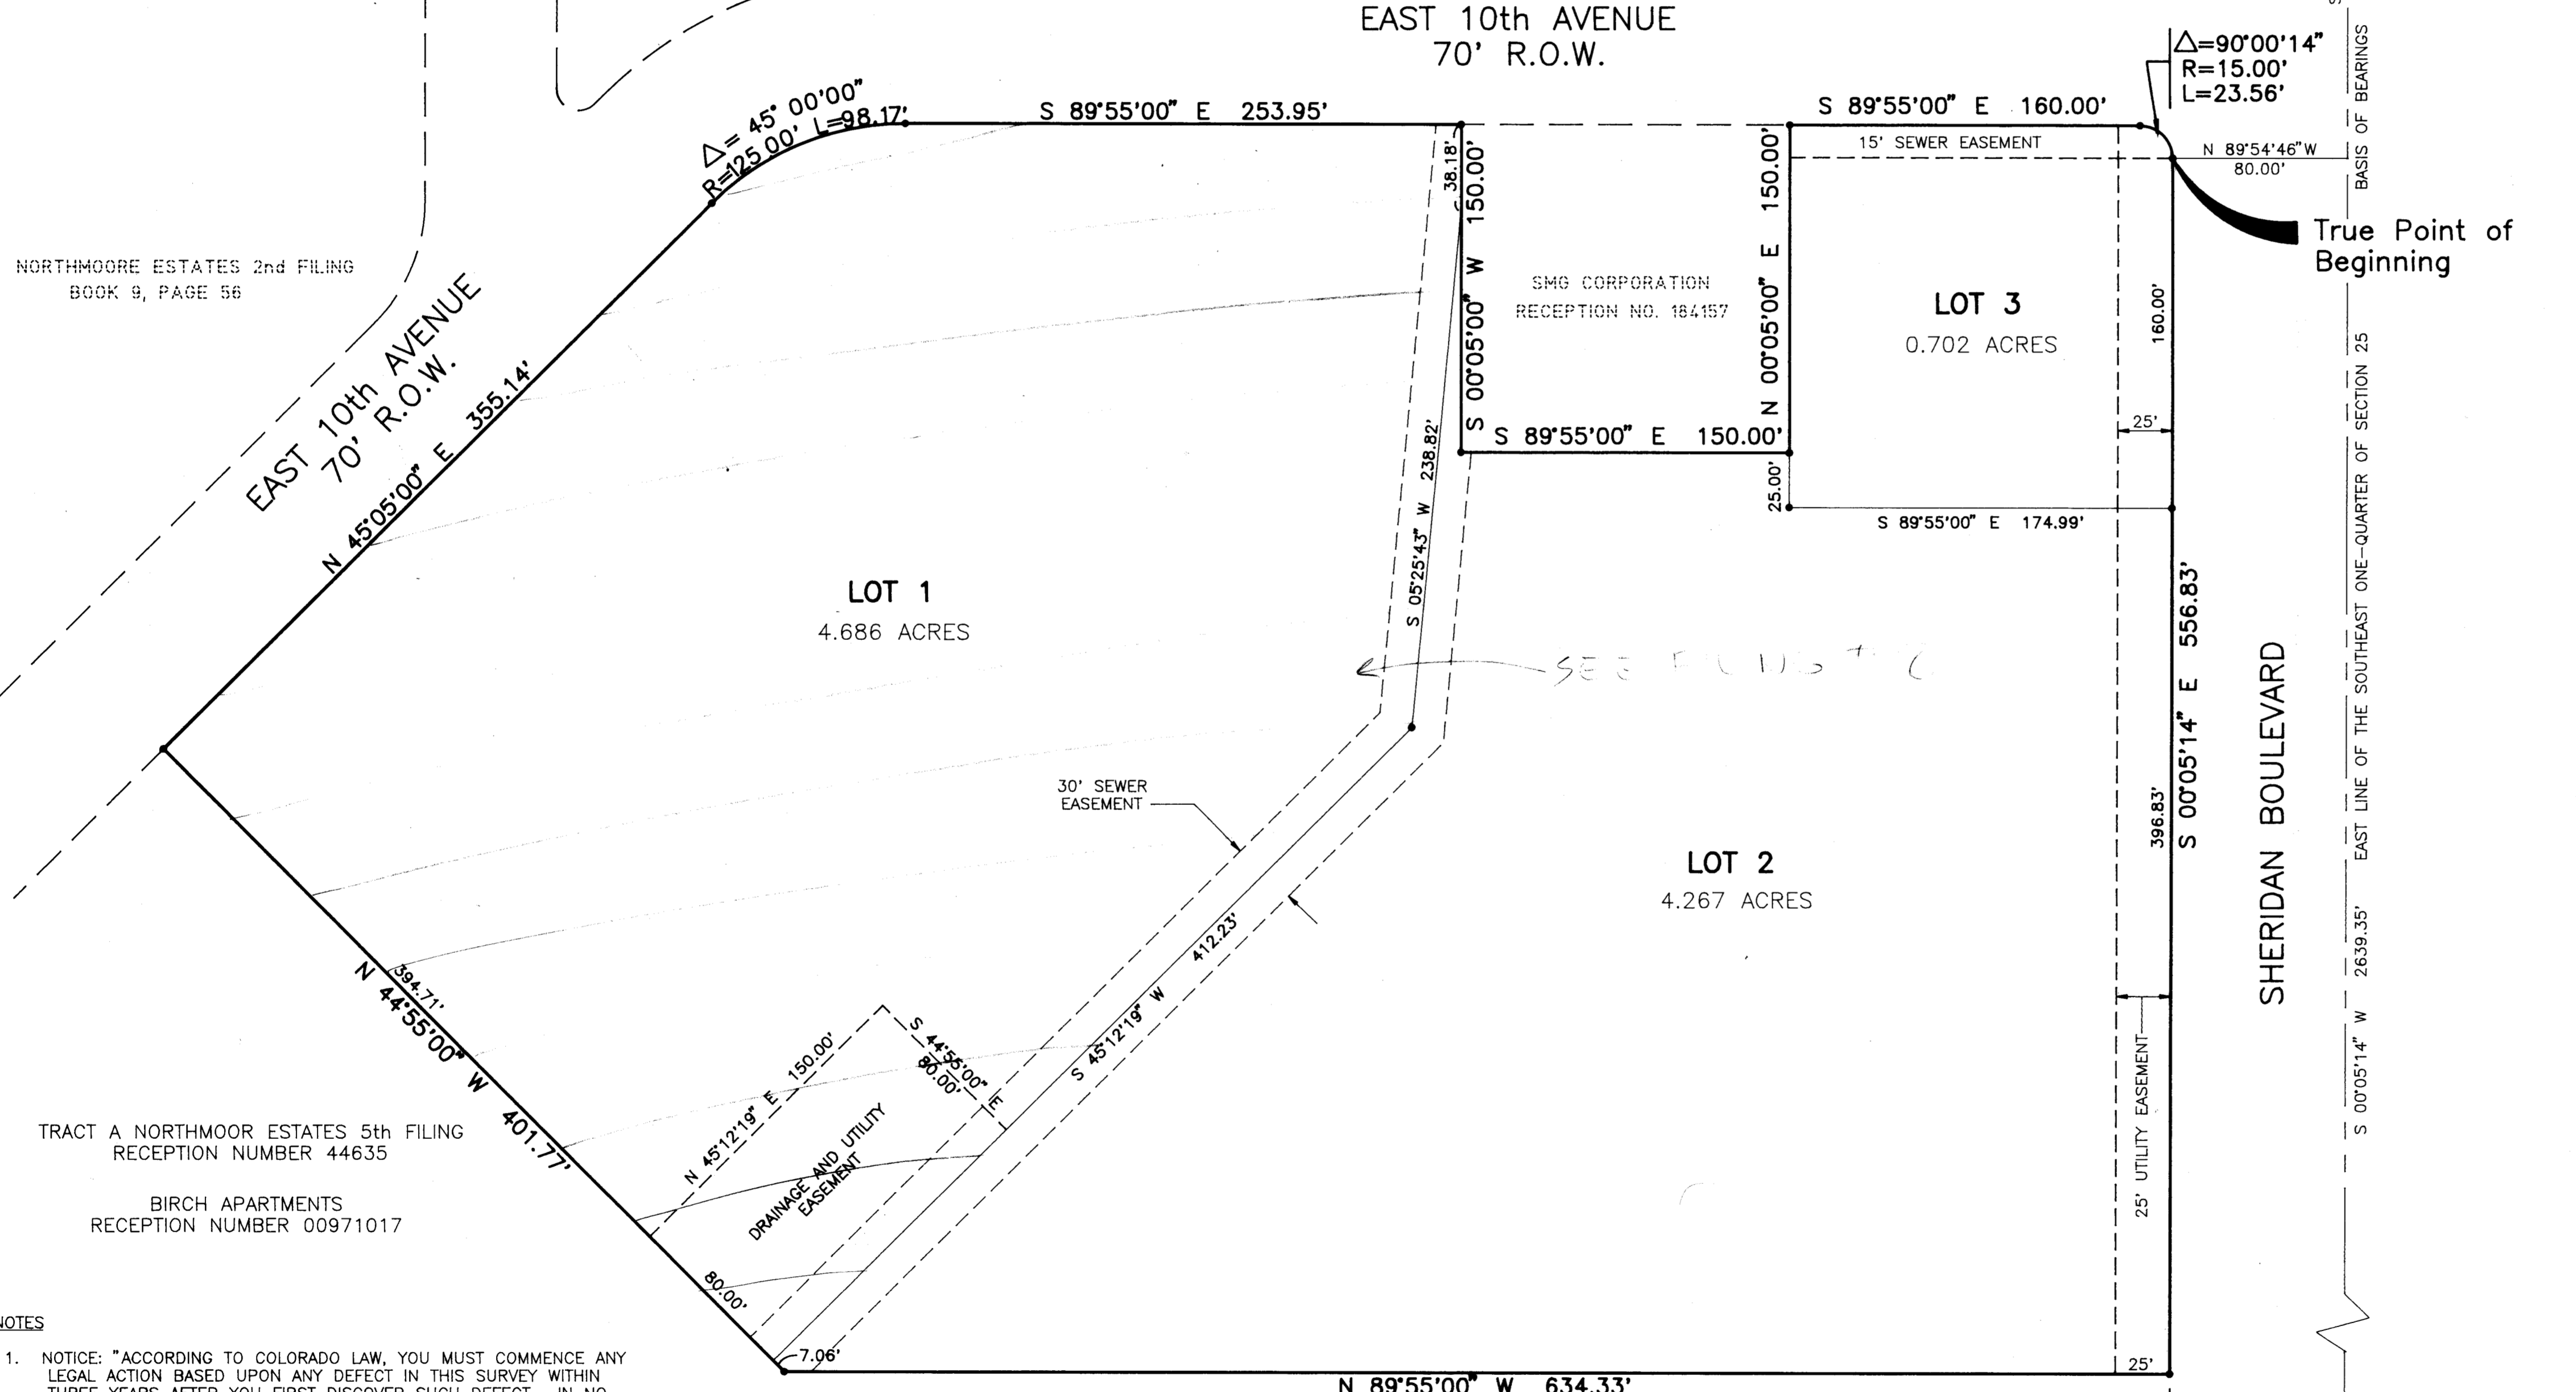 EAST 10th AVENUE
70' R.O.W.
Δ=90°00'14"
R=15.00'
L=23.56'
BASIS OF BEARINGS
Δ= 45° 00'00"
R=125.00' L=98.17'
S 89°55'00" E 253.95'
S 89°55'00" E 160.00'
15' SEWER EASEMENT
N 89°54'46"W
80.00'
True Point of
Beginning
38.18'
S 00°05'00" W 150.00'
N 00°05'00" E 150.00'
SMG CORPORATION
RECEPTION NO. 184157
LOT 3
0.702 ACRES
160.00'
25'
NORTHMOORE ESTATES 2nd FILING
BOOK 9, PAGE 56
EAST 10th AVENUE
70' R.O.W.
N 45°05'00" E 355.14'
S 89°55'00" E 150.00'
25.00'
S 89°55'00" E 174.99'
S 05°25'43" W 238.82'
LOT 1
4.686 ACRES
SEE
30' SEWER
EASEMENT
LOT 2
4.267 ACRES
396.83'
S 00°05'14" E 556.83'
SHERIDAN BOULEVARD
S 00°05'14" W 2639.35' EAST LINE OF THE SOUTHEAST ONE-QUARTER OF SECTION 25
S 45°12'19" W 412.23'
394.71'
N 44°55'00" W 401.77'
N 45°12'19" E 150.00'
S 44°55'00" E
80.00'
DRAINAGE AND UTILITY
EASEMENT
80.00'
7.06'
25' UTILITY EASEMENT
25'
N 89°55'00" W 634.33'
TRACT A NORTHMOOR ESTATES 5th FILING
RECEPTION NUMBER 44635
BIRCH APARTMENTS
RECEPTION NUMBER 00971017
NOTES
1. NOTICE: "ACCORDING TO COLORADO LAW, YOU MUST COMMENCE ANY
LEGAL ACTION BASED UPON ANY DEFECT IN THIS SURVEY WITHIN
THREE YEARS AFTER YOU FIRST DISCOVER SUCH DEFECT. IN NO